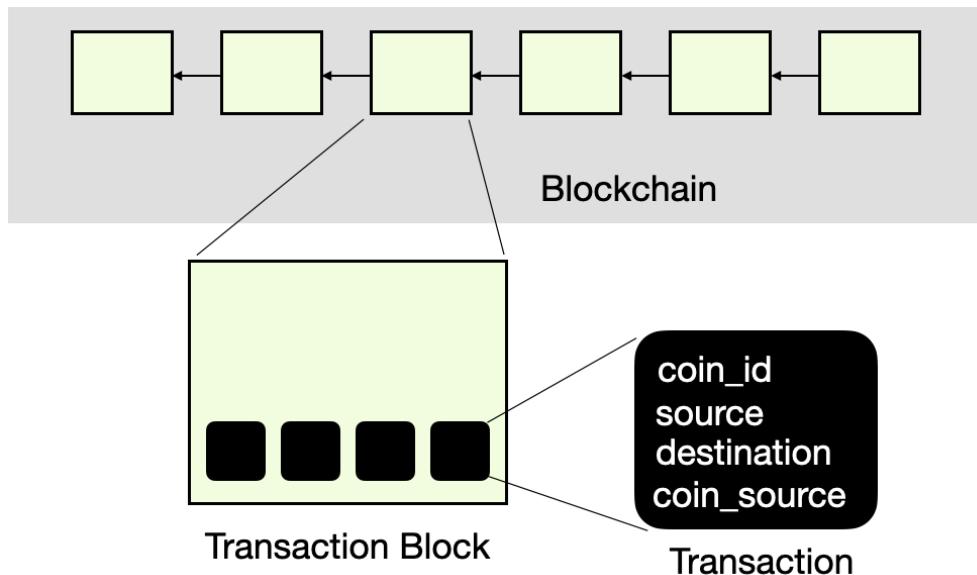 Blockchain
coin_id
source
destination
coin_source
Transaction Block
Transaction